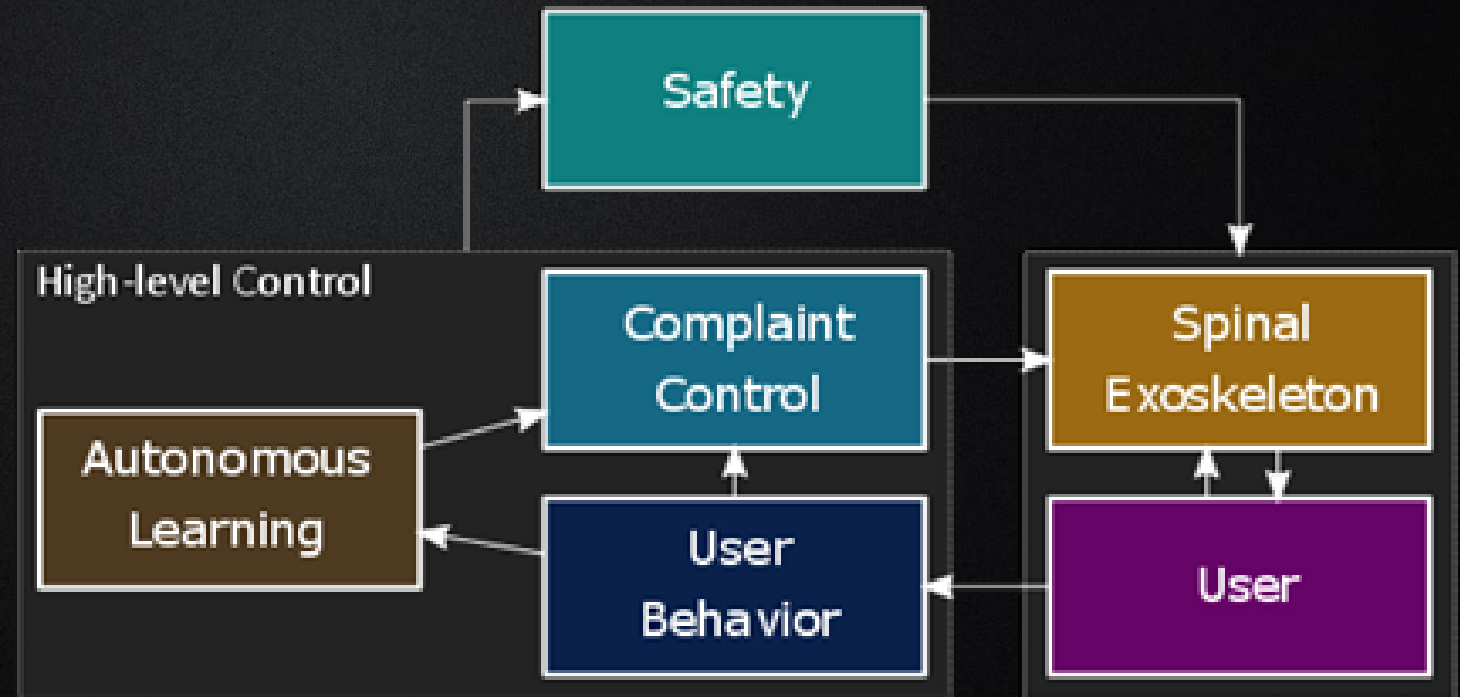 Safety
High-level Control
Complaint
Control
Spinal
Exoskeleton
Autonomous
Learning
User
Behavior
User